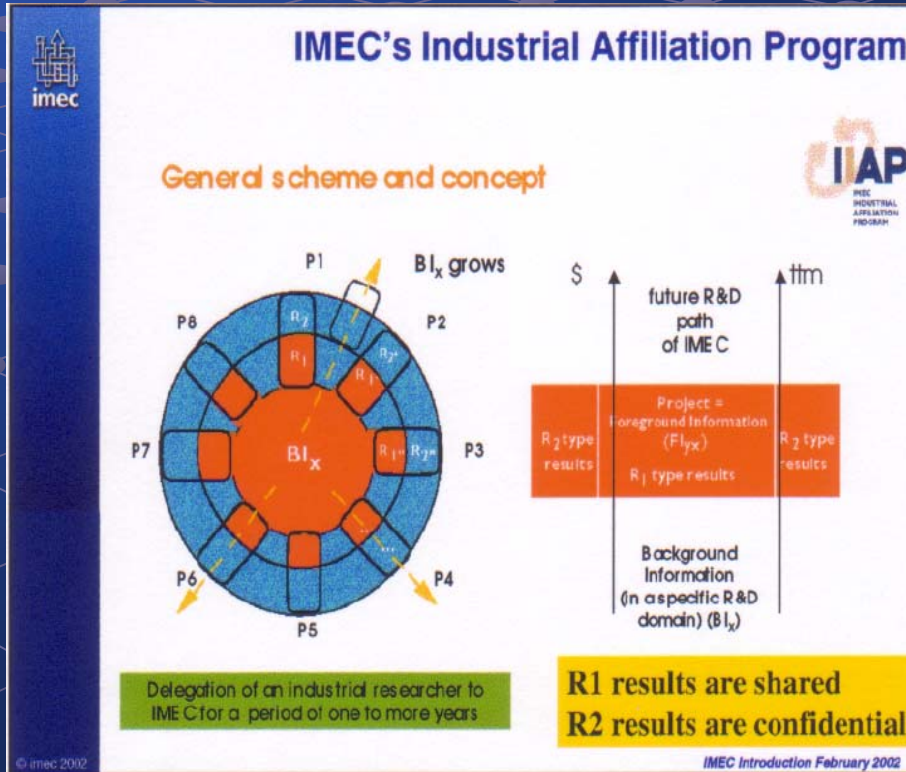 imec
IMEC's Industrial Affiliation Program
IIAP
IMEC
INDUSTRIAL
AFFILIATION
PROGRAM
General scheme and concept
P1
BIx grows
P8
P2
R2
R1
R2'
R1'
P7
BIx
R1"
R2"
P3
...
...
P6
P4
P5
$
ttm
future R&D
path
of IMEC
R2 type
results
Project =
Foreground Information
(FIyx)
R1 type results
R2 type
results
Background
Information
(in a specific R&D
domain) (BIx)
Delegation of an industrial researcher to
IMEC for a period of one to more years
R1 results are shared
R2 results are confidential
© imec 2002
IMEC Introduction February 2002